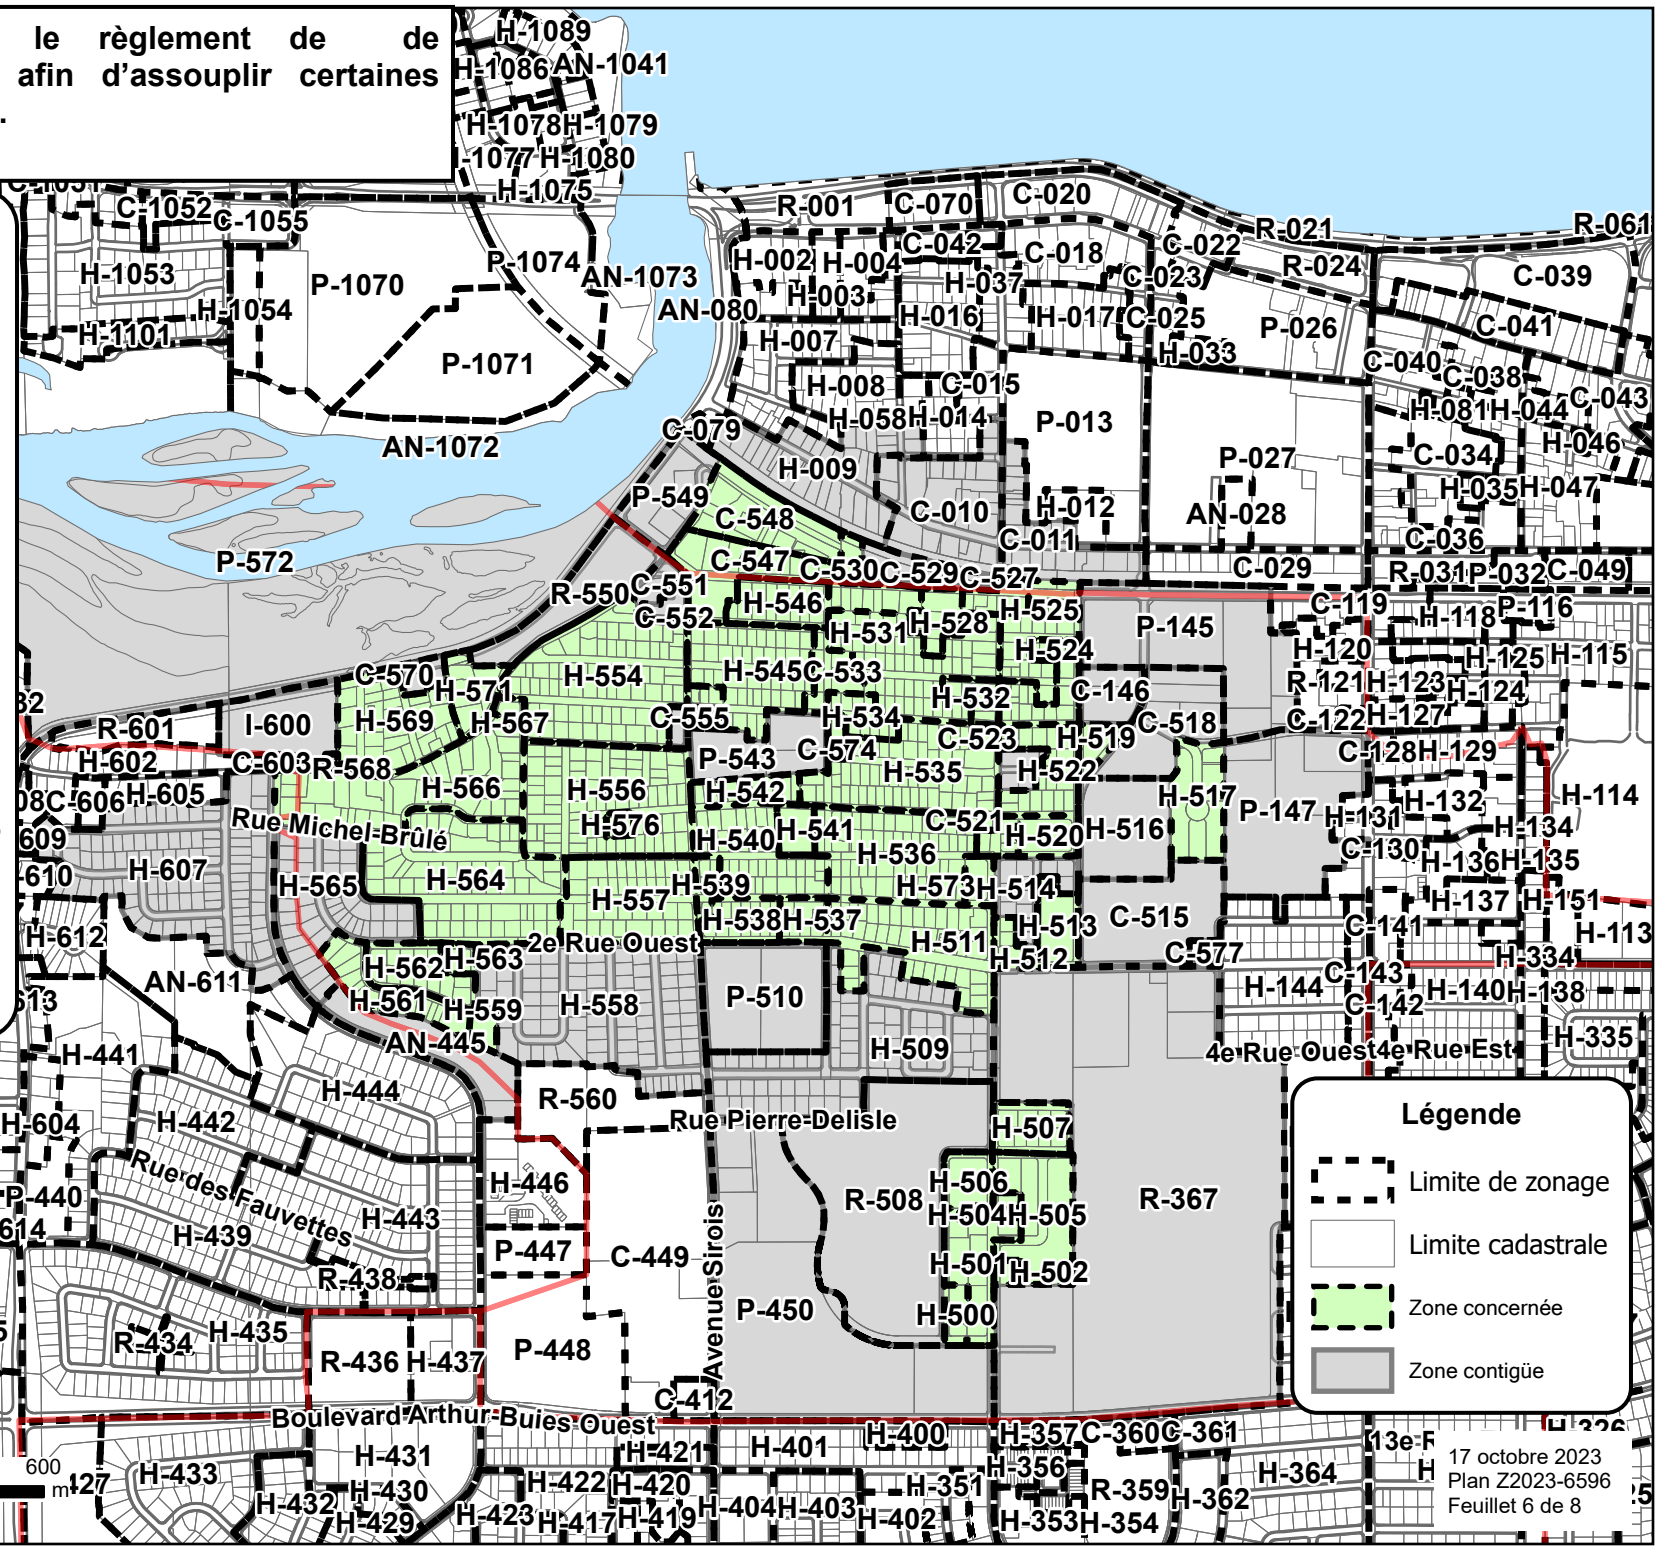 le règlement de de
afin d'assouplir certaines
.
H-1089
H-1086 AN-1041
H-1078 H-1079
-1077 H-1080
H-1075
C-1052 C-1055
H-1053
H-1054
H-1101
P-1070
P-1074
AN-1073
P-1071
AN-1072
AN-080
R-001 C-070 C-020
R-021 R-061
H-002 H-004 C-042 C-018 C-022 R-024 C-039
H-003 H-037 C-023
H-016 H-017 C-025 P-026 C-041
H-007 H-033 C-040
H-008 C-015 C-038 C-043
H-058 H-014 P-013 H-081 H-044
C-079 H-009 P-027 C-034 H-046
P-549 C-010 H-012 AN-028 H-035 H-047
C-548 C-011 C-036
P-572 C-547 C-530 C-529 C-527 C-029 R-031 P-032 C-049
R-550 C-551 H-546 H-525 C-119 H-118 P-116
C-552 H-531 H-528 P-145
H-524 H-120 H-125 H-115
C-570 H-571 H-554 H-545 C-533 H-532 C-146 R-121 H-123 H-124
32 R-601 I-600 H-569 H-567 C-555 H-534 C-518 C-122 H-127
H-602 C-603 R-568 P-543 C-574 C-523 H-519 C-128 H-129
08 C-606 H-605 H-566 H-556 H-542 H-535 H-522 H-517 P-147 H-132 H-114
Rue Michel-Brûlé H-576 H-540 H-541 C-521 H-520 H-516 H-131 H-134
609 H-536 C-130 H-136 H-135
-610 H-607 H-565 H-564 H-557 H-539 H-573 H-514 H-137 H-151
H-538 H-537 H-513 C-515 C-141 H-113
H-612 2e Rue Ouest H-511 H-512 C-577 H-334
AN-611 H-562 H-563 C-143
H-561 H-559 H-558 P-510 H-144 C-142 H-140 H-138
613 AN-445 H-509 4e Rue Ouest 4e Rue Est H-335
H-441
H-444 R-560
H-604 H-442 Rue Pierre-Delisle H-507
Rue des Fauvettes H-446 H-506
P-440 H-443 R-508 H-504 H-505 R-367
614 H-439 P-447 C-449 H-501 H-502
R-438 Avenue Sirois P-450 H-500
R-434 H-435 R-436 H-437 P-448
C-412
Boulevard Arthur-Buies Ouest
H-431 H-421 H-401 H-400 H-357 C-360 C-361 13e R H-326
427 H-433 H-422 H-420 H-351 H-356 R-359 H-364
H-432 H-430 H-404 H-403 H-362
H-429 H-423 H-417 H-419 H-402 H-353 H-354
600
m
Légende
Limite de zonage
Limite cadastrale
Zone concernée
Zone contigüe
17 octobre 2023
Plan Z2023-6596
Feuillet 6 de 8